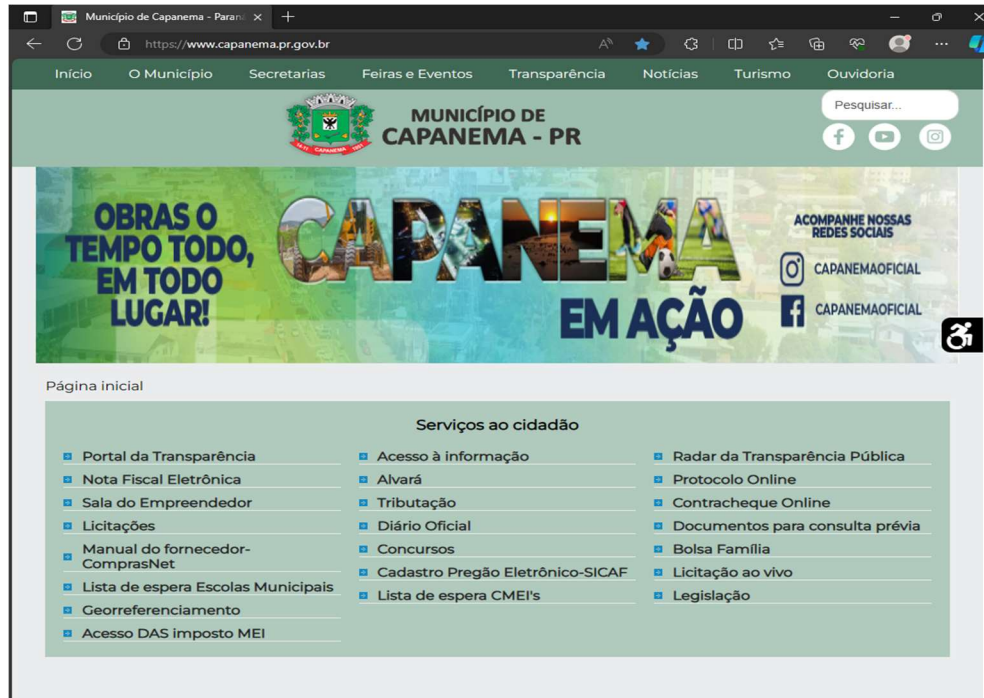 Município de Capanema - Paran
https://www.capanema.pr.gov.br
Início O Município Secretarias Feiras e Eventos Transparência Notícias Turismo Ouvidoria
MUNICÍPIO DE
CAPANEMA - PR
Pesquisar...
CAPANEMA
OBRAS O
TEMPO TODO,
EM TODO
LUGAR!
CAPANEMA
EM AÇÃO
ACOMPANHE NOSSAS
REDES SOCIAIS
CAPANEMAOFICIAL
CAPANEMAOFICIAL
Página inicial
Serviços ao cidadão
Portal da Transparência
Nota Fiscal Eletrônica
Sala do Empreendedor
Licitações
Manual do fornecedor-
ComprasNet
Lista de espera Escolas Municipais
Georreferenciamento
Acesso DAS imposto MEI
Acesso à informação
Alvará
Tributação
Diário Oficial
Concursos
Cadastro Pregão Eletrônico-SICAF
Lista de espera CMEI's
Radar da Transparência Pública
Protocolo Online
Contracheque Online
Documentos para consulta prévia
Bolsa Família
Licitação ao vivo
Legislação